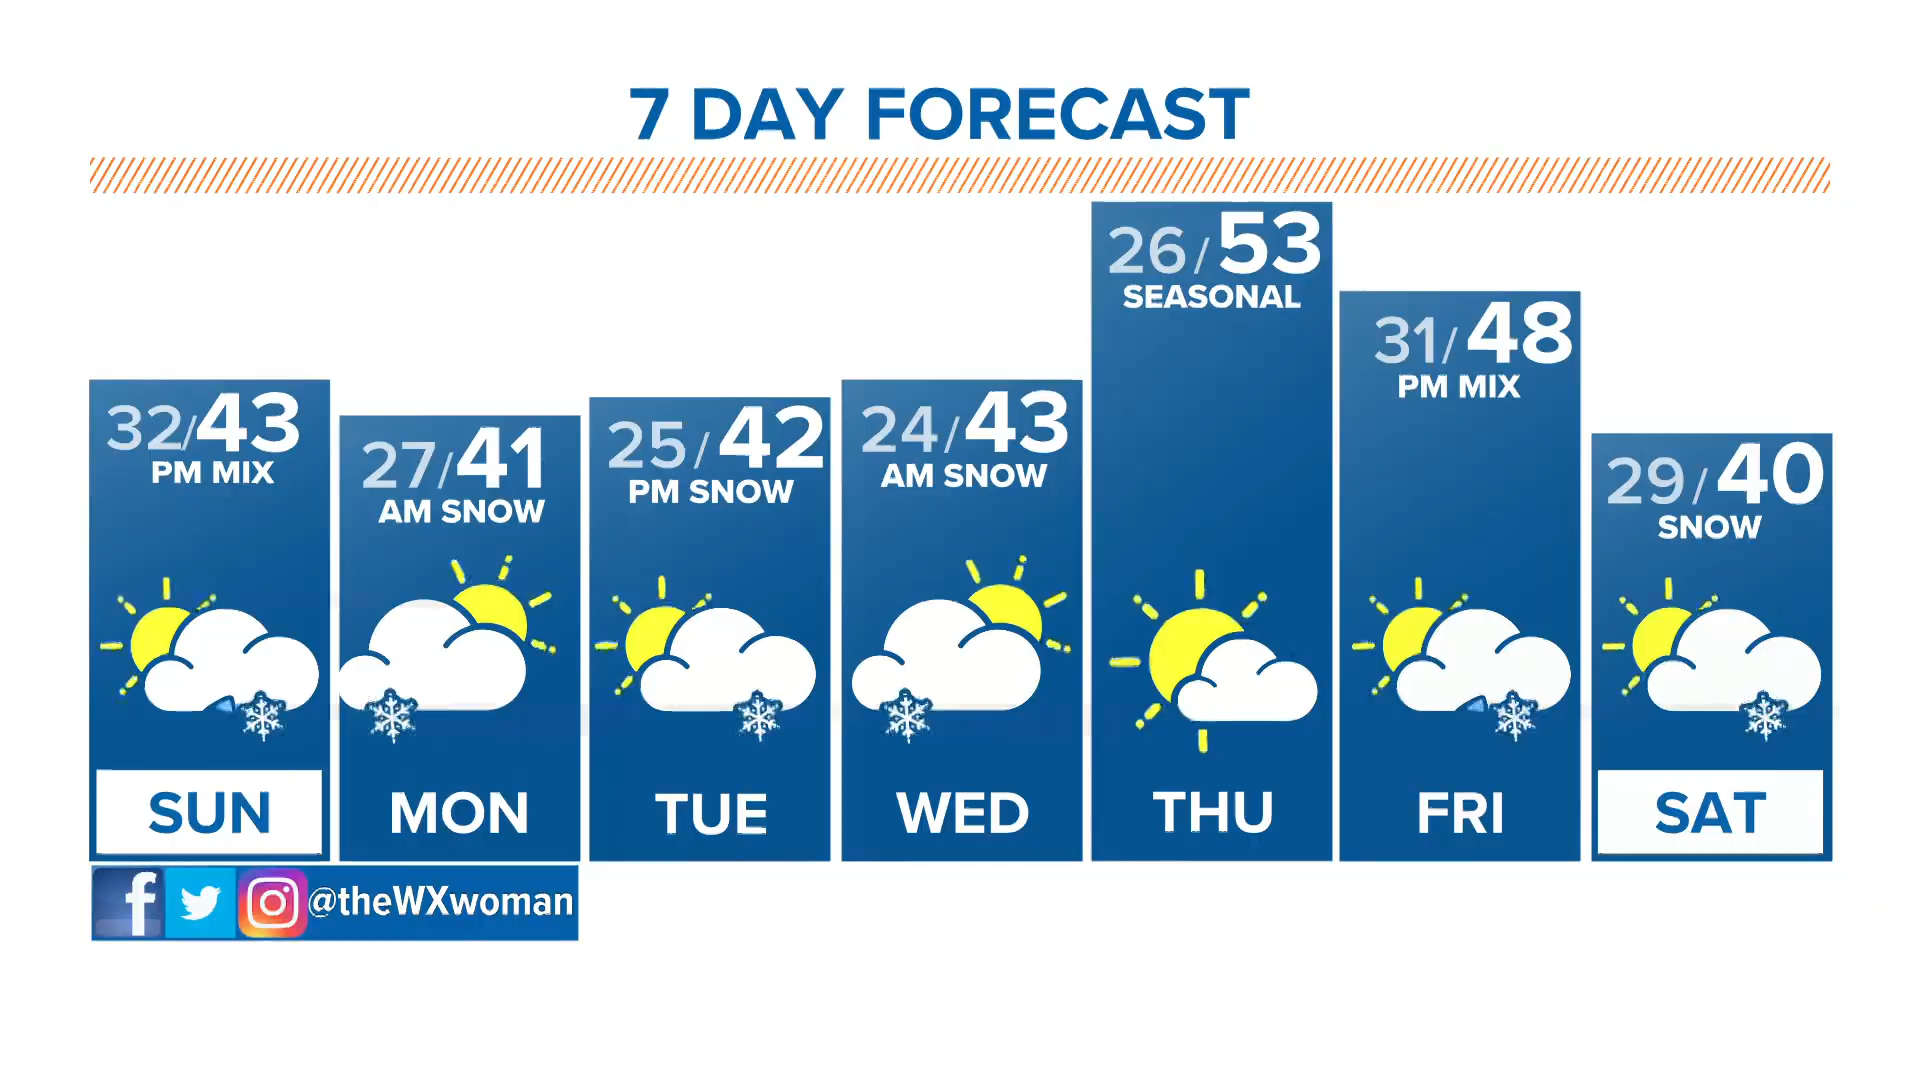 7 DAY FORECAST
32/43
PM MIX
SUN
27/41
AM SNOW
MON
25/42
PM SNOW
TUE
24/43
AM SNOW
WED
26/53
SEASONAL
THU
31/48
PM MIX
FRI
29/40
SNOW
SAT
@theWXwoman